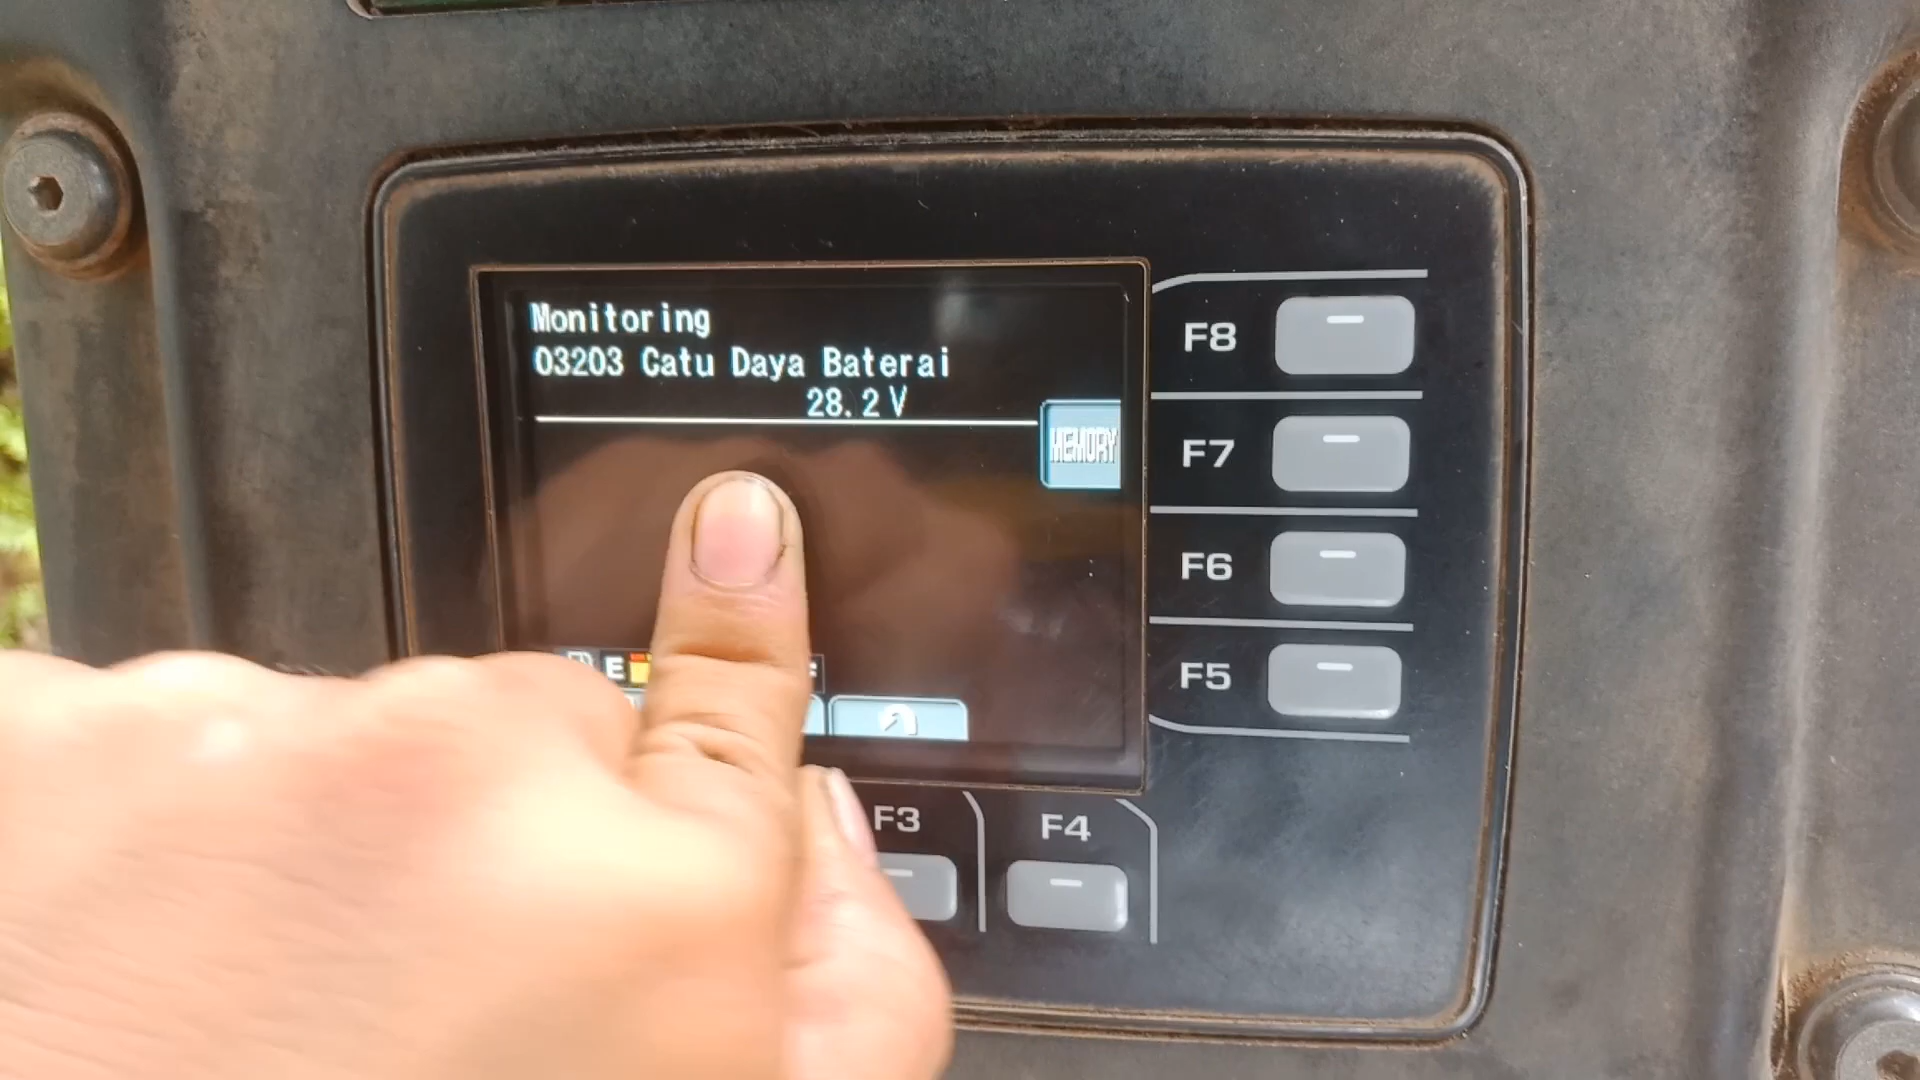 Monitoring
03203 Catu Daya Baterai
28.2 V
MEMORY
E
F8
F7
F6
F5
F3
F4